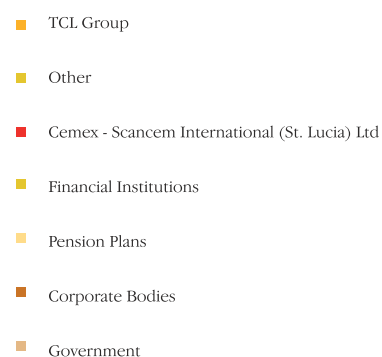 TCL Group
Other
Cemex - Scancem International (St. Lucia) Ltd
Financial Institutions
Pension Plans
Corporate Bodies
Government